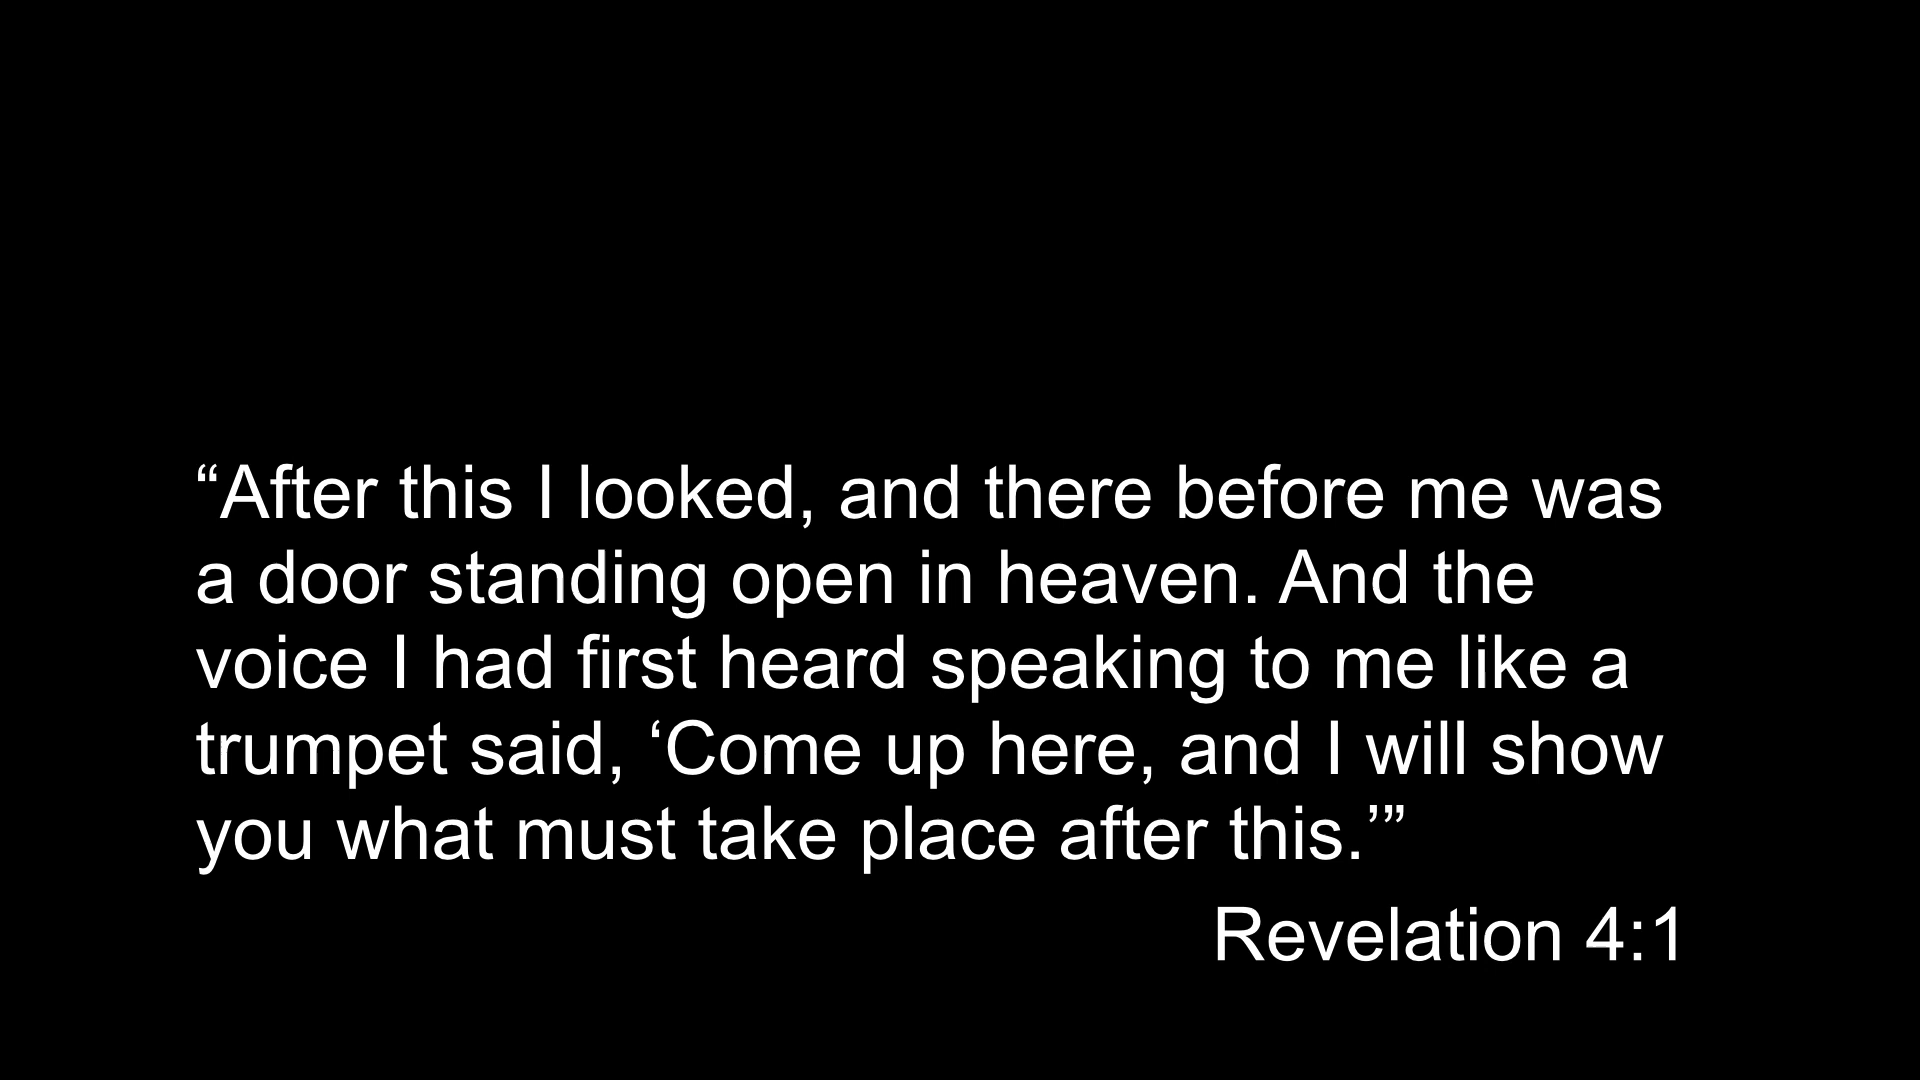 “After this I looked, and there before me was
a door standing open in heaven. And the
voice I had first heard speaking to me like a
trumpet said, ‘Come up here, and I will show
you what must take place after this.’”
Revelation 4:1